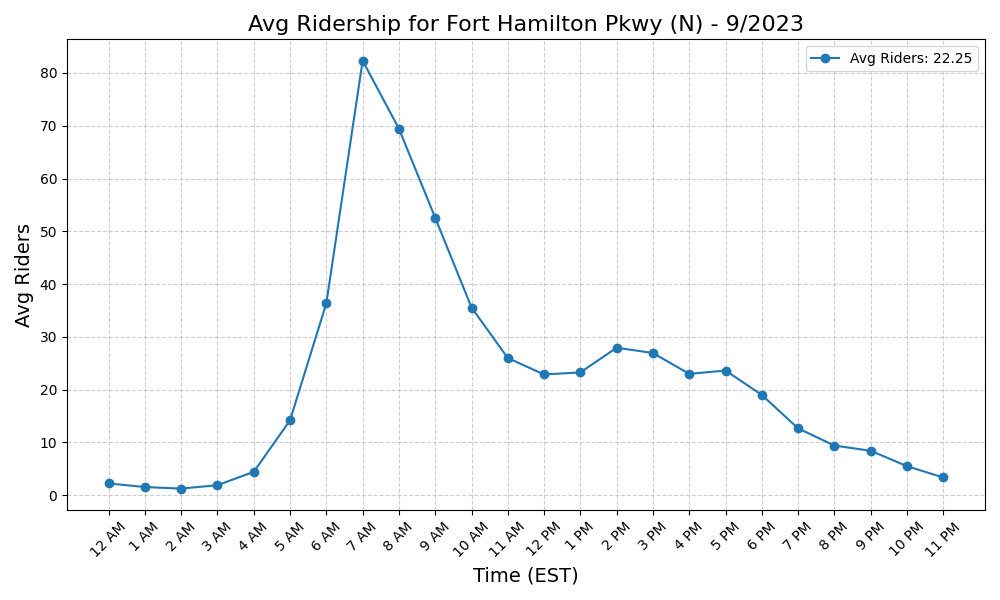 Avg Ridership for Fort Hamilton Pkwy (N) - 9/2023
Avg Riders: 22.25
Avg Riders
80
70
60
50
40
30
20
10
0
12 AM
1 AM
2 AM
3 AM
4 AM
5 AM
6 AM
7 AM
8 AM
9 AM
10 AM
11 AM
12 PM
1 PM
2 PM
3 PM
4 PM
5 PM
6 PM
7 PM
8 PM
9 PM
10 PM
11 PM
Time (EST)